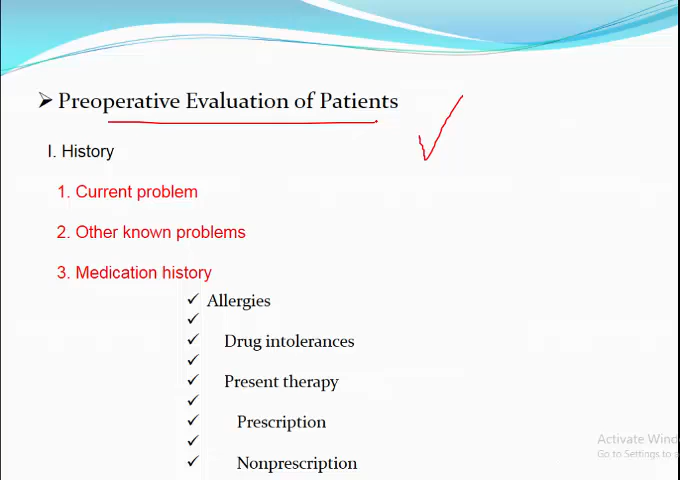 ➢ Preoperative Evaluation of Patients
I. History
1. Current problem
2. Other known problems
3. Medication history
✓ Allergies
✓
✓ Drug intolerances
✓
✓ Present therapy
✓
✓ Prescription
✓
✓ Nonprescription
Activate Wind
Go to Settings to